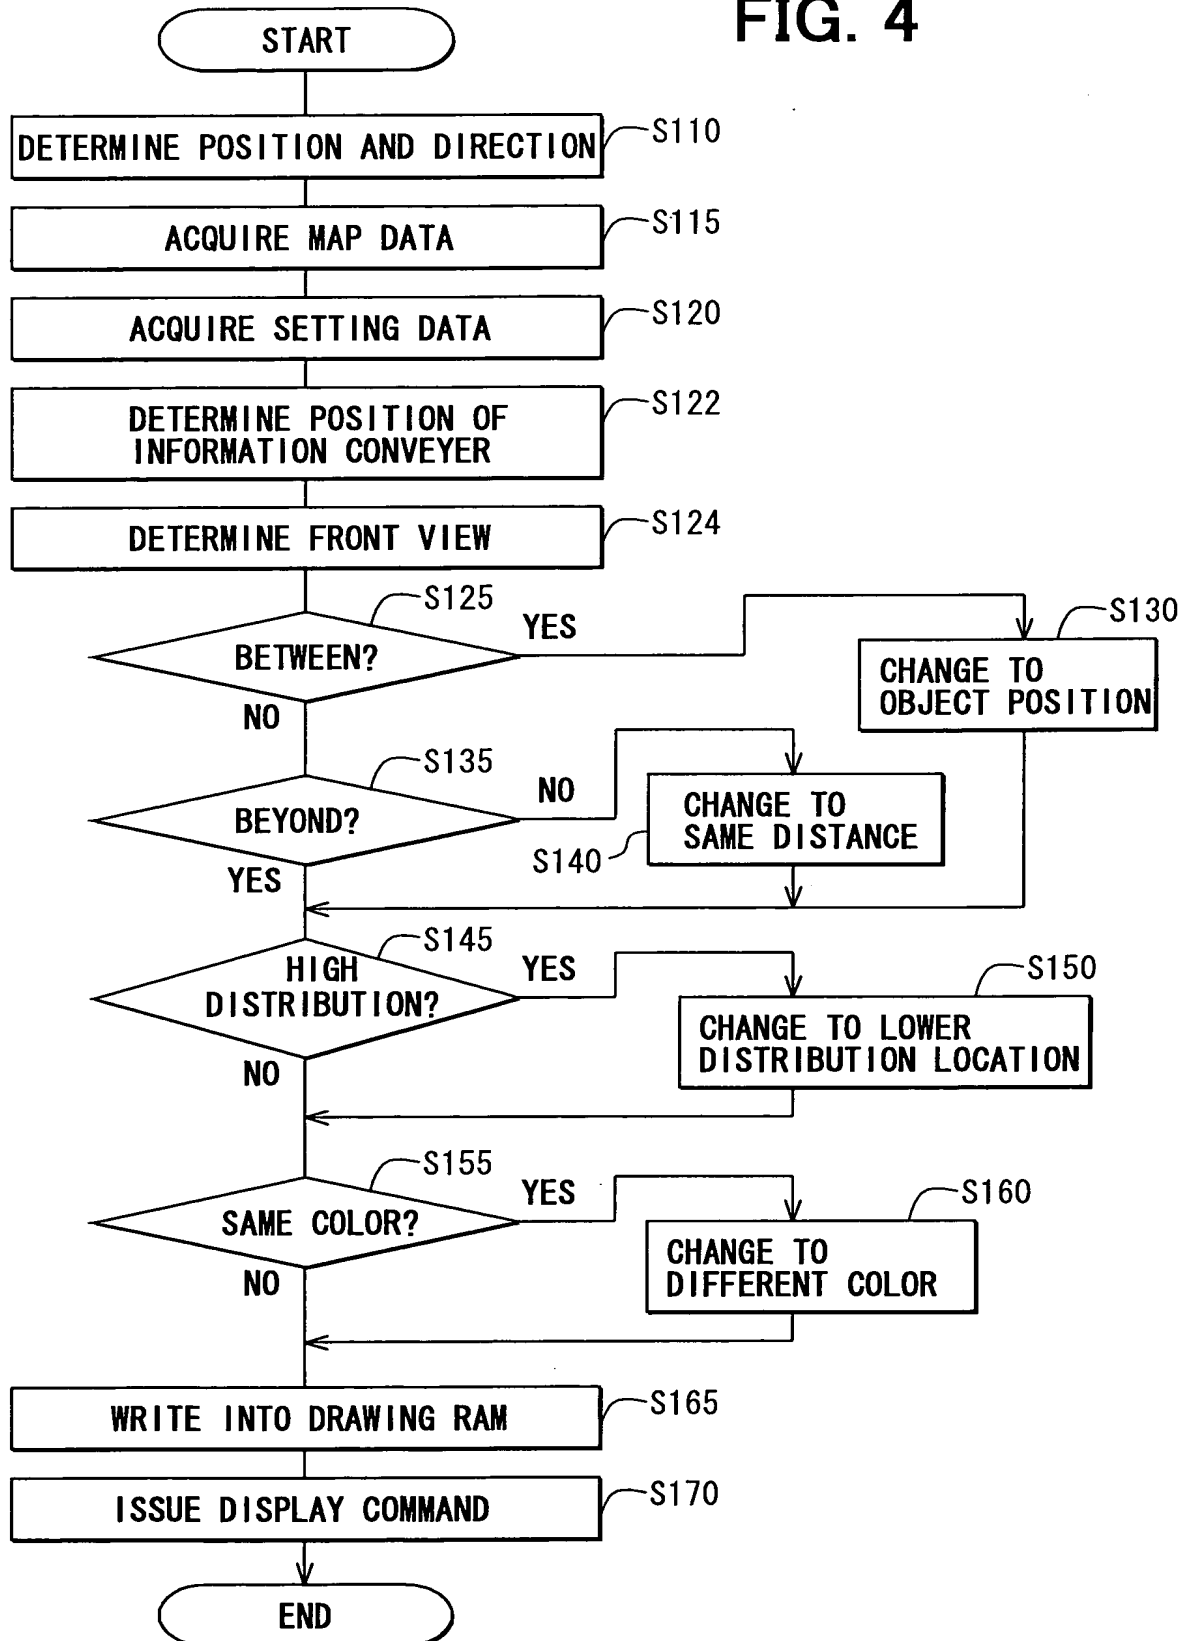 FIG. 4
START
DETERMINE POSITION AND DIRECTION
S110
ACQUIRE MAP DATA
S115
ACQUIRE SETTING DATA
S120
DETERMINE POSITION OF
INFORMATION CONVEYER
S122
DETERMINE FRONT VIEW
S124
S125
BETWEEN?
YES
NO
S130
CHANGE TO
OBJECT POSITION
S135
BEYOND?
NO
YES
CHANGE TO
SAME DISTANCE
S140
S145
HIGH
DISTRIBUTION?
YES
NO
S150
CHANGE TO LOWER
DISTRIBUTION LOCATION
S155
SAME COLOR?
YES
NO
S160
CHANGE TO
DIFFERENT COLOR
WRITE INTO DRAWING RAM
S165
ISSUE DISPLAY COMMAND
S170
END